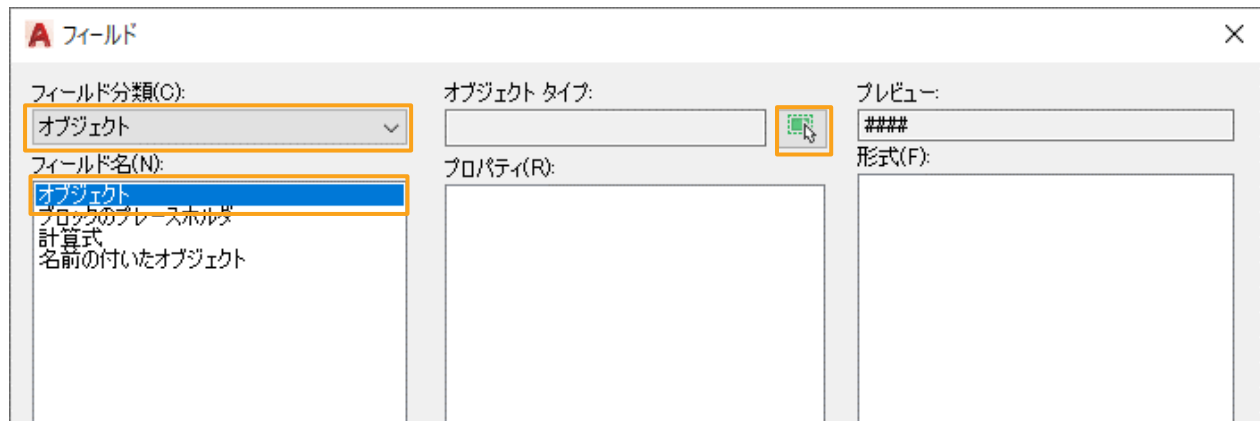 フィールド
フィールド分類(C):
オブジェクト
フィールド名(N):
オブジェクト
ブロックのプレースホルダ
計算式
名前の付いたオブジェクト
オブジェクト タイプ:
プロパティ(R):
プレビュー:
####
形式(F):